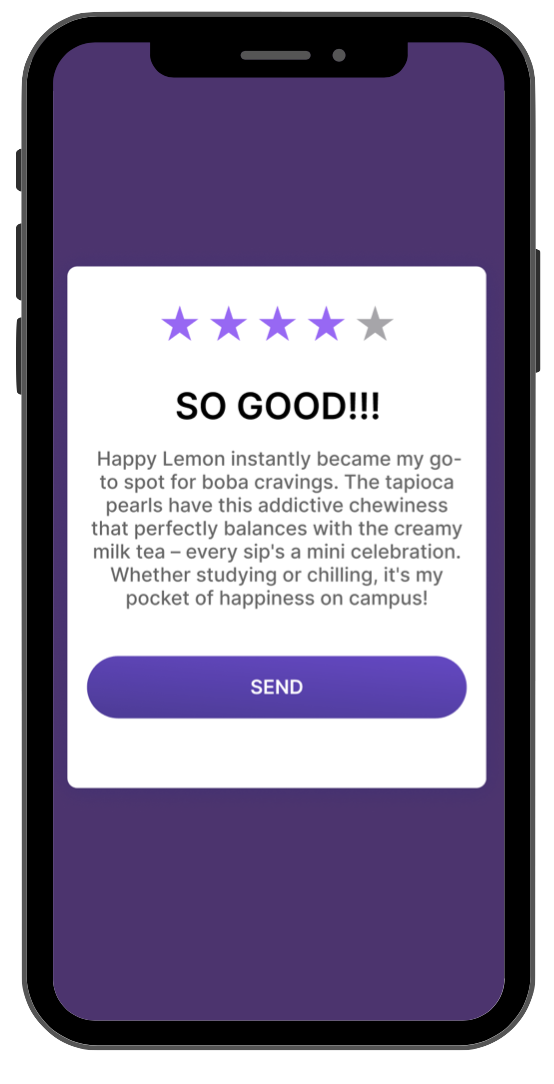 SO GOOD!!!
Happy Lemon instantly became my go-
to spot for boba cravings. The tapioca
pearls have this addictive chewiness
that perfectly balances with the creamy
milk tea – every sip's a mini celebration.
Whether studying or chilling, it's my
pocket of happiness on campus!
SEND